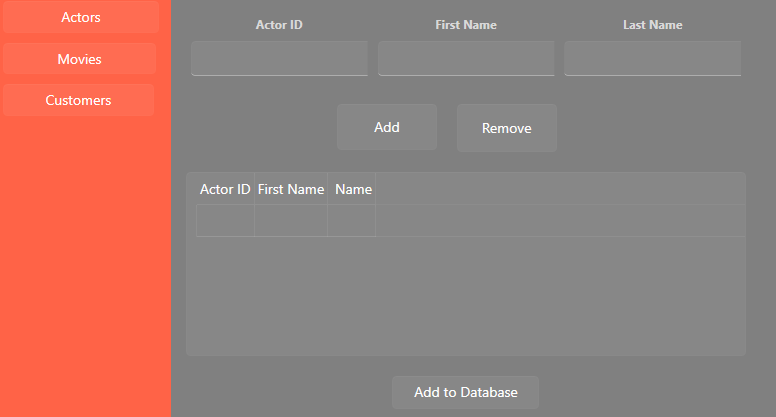 Actors
Movies
Customers
Actor ID First Name Last Name
Add Remove
Actor ID First Name Name
Add to Database